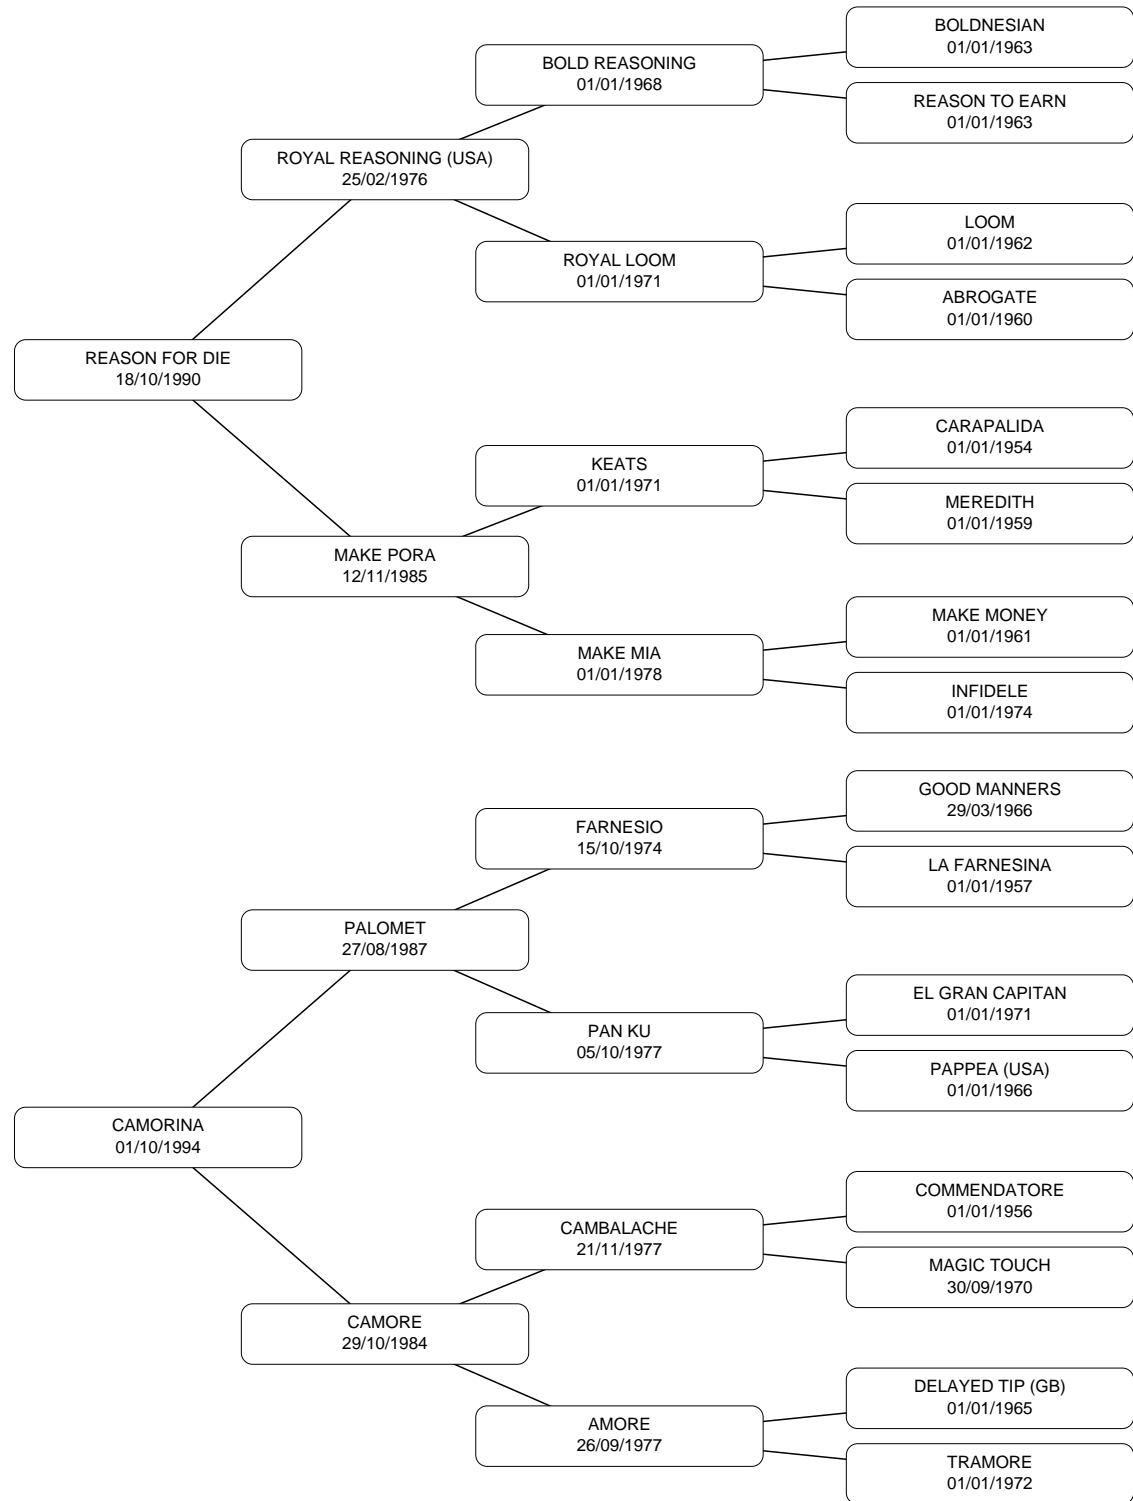 BOLDNESIAN
01/01/1963
BOLD REASONING
01/01/1968
REASON TO EARN
01/01/1963
ROYAL REASONING (USA)
25/02/1976
LOOM
01/01/1962
ROYAL LOOM
01/01/1971
ABROGATE
01/01/1960
REASON FOR DIE
18/10/1990
CARAPALIDA
01/01/1954
KEATS
01/01/1971
MEREDITH
01/01/1959
MAKE PORA
12/11/1985
MAKE MONEY
01/01/1961
MAKE MIA
01/01/1978
INFIDELE
01/01/1974
GOOD MANNERS
29/03/1966
FARNESIO
15/10/1974
LA FARNESINA
01/01/1957
PALOMET
27/08/1987
EL GRAN CAPITAN
01/01/1971
PAN KU
05/10/1977
PAPPEA (USA)
01/01/1966
CAMORINA
01/10/1994
COMMENDATORE
01/01/1956
CAMBALACHE
21/11/1977
MAGIC TOUCH
30/09/1970
CAMORE
29/10/1984
DELAYED TIP (GB)
01/01/1965
AMORE
26/09/1977
TRAMORE
01/01/1972